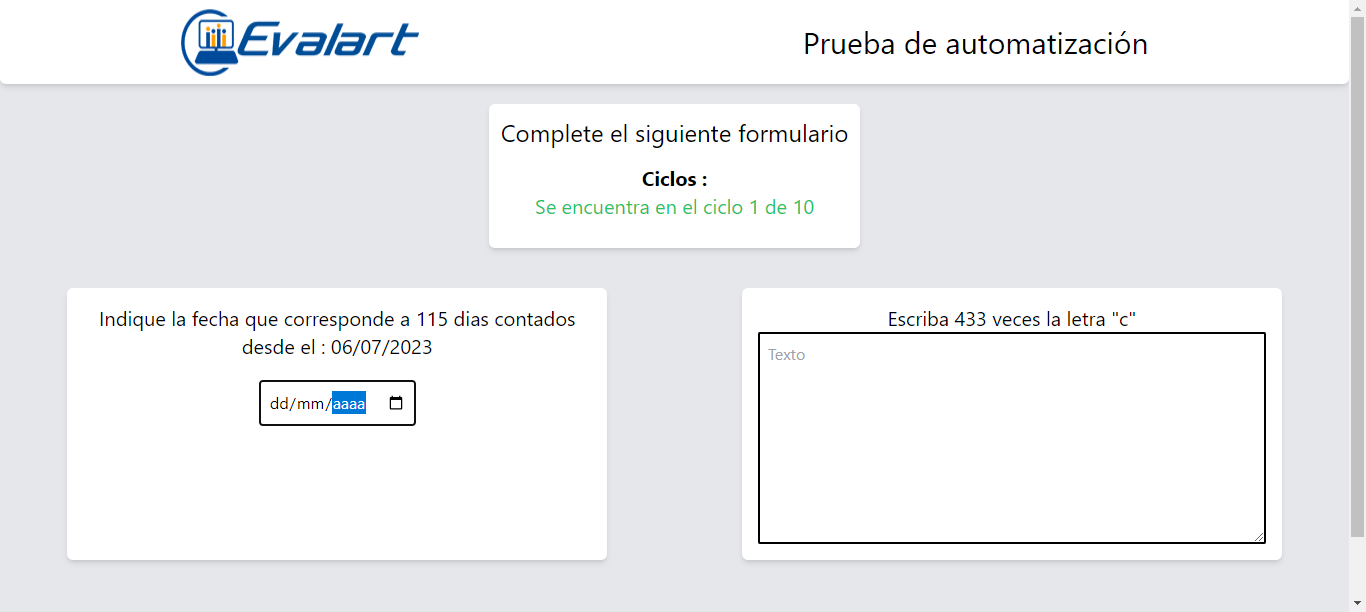 Evalart
Prueba de automatización
Complete el siguiente formulario
Ciclos :
Se encuentra en el ciclo 1 de 10
Indique la fecha que corresponde a 115 dias contados
desde el : 06/07/2023
dd/mm/aaaa
Escriba 433 veces la letra "c"
Texto